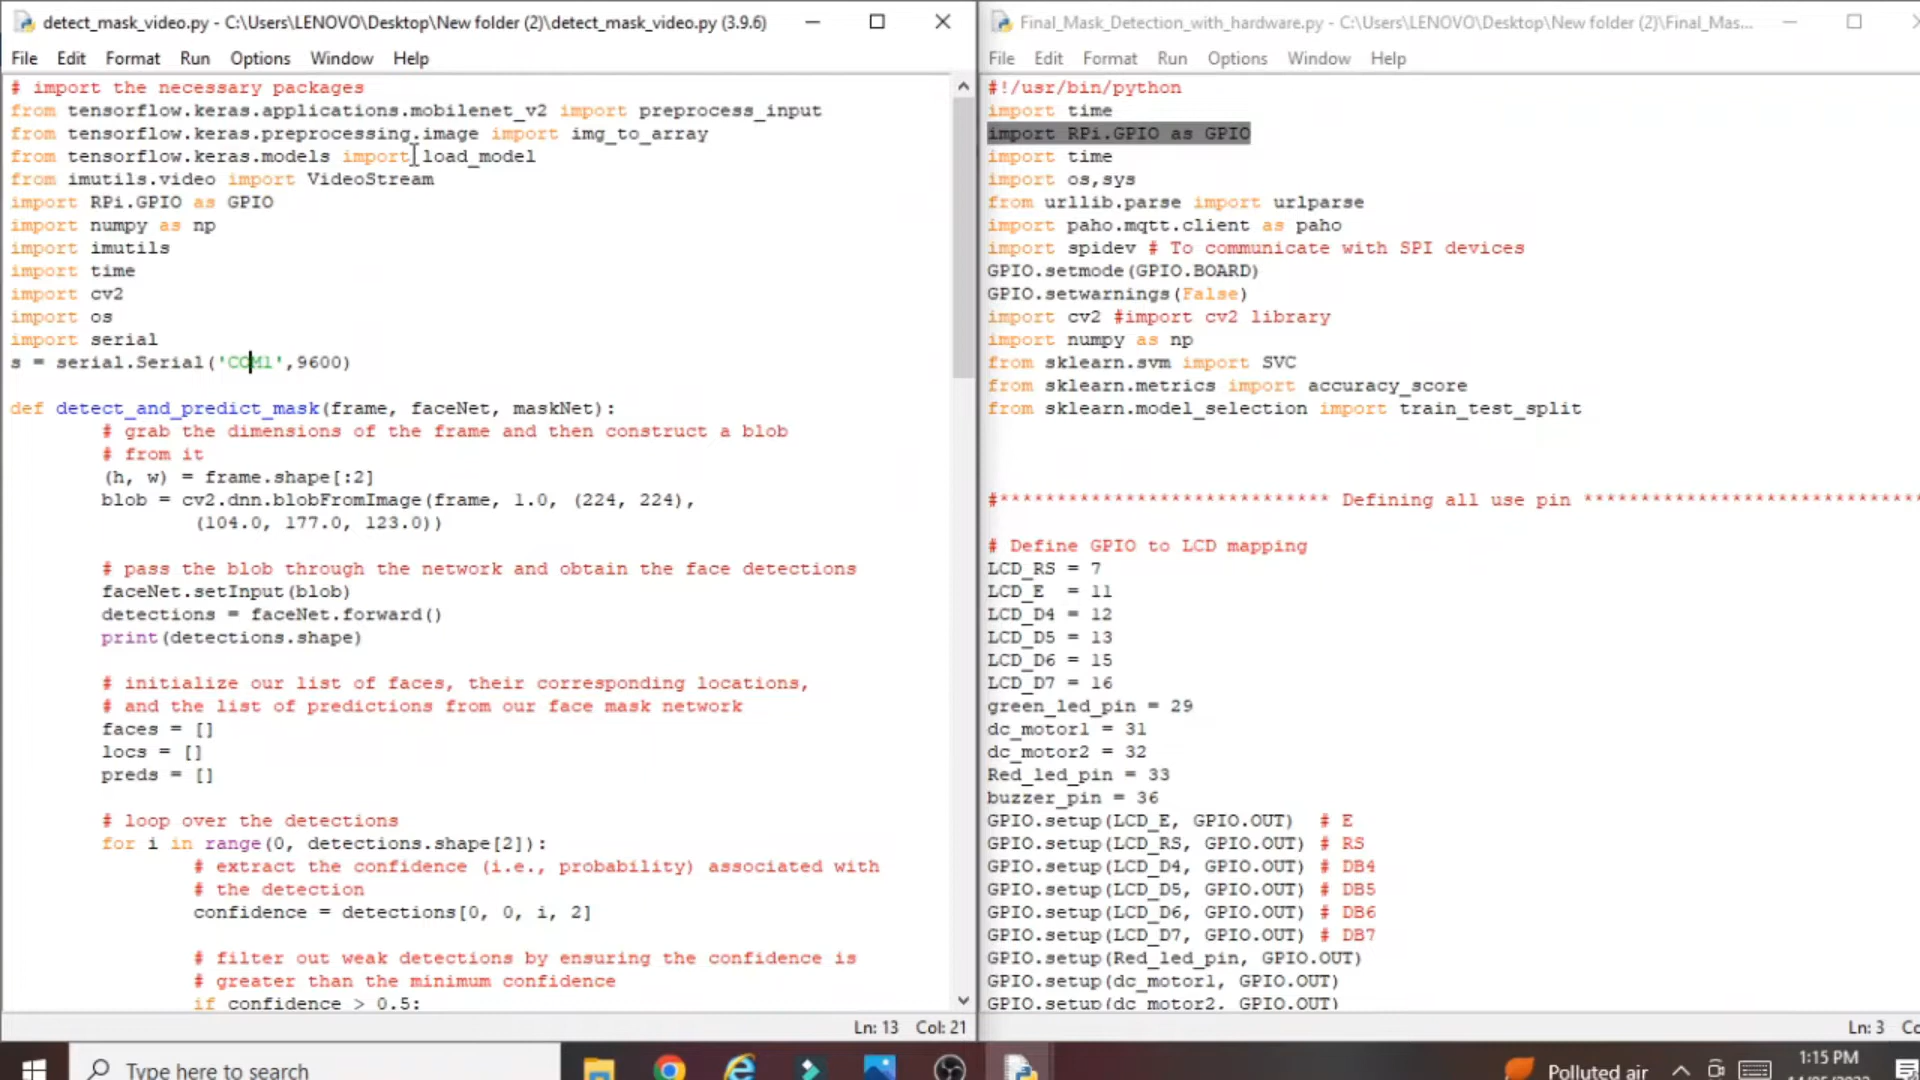 detect_mask_video.py - C:\Users\LENOVO\Desktop\New folder (2)\detect_mask_video.py (3.9.6)
File Edit Format Run Options Window Help
# import the necessary packages
from tensorflow.keras.applications.mobilenet_v2 import preprocess_input
from tensorflow.keras.preprocessing.image import img_to_array
from tensorflow.keras.models import load_model
from imutils.video import VideoStream
import RPi.GPIO as GPIO
import numpy as np
import imutils
import time
import cv2
import os
import serial
s = serial.Serial('COM1',9600)
def detect_and_predict_mask(frame, faceNet, maskNet):
# grab the dimensions of the frame and then construct a blob
# from it
(h, w) = frame.shape[:2]
blob = cv2.dnn.blobFromImage(frame, 1.0, (224, 224),
(104.0, 177.0, 123.0))
# pass the blob through the network and obtain the face detections
faceNet.setInput(blob)
detections = faceNet.forward()
print(detections.shape)
# initialize our list of faces, their corresponding locations,
# and the list of predictions from our face mask network
faces = []
locs = []
preds = []
# loop over the detections
for i in range(0, detections.shape[2]):
# extract the confidence (i.e., probability) associated with
# the detection
confidence = detections[0, 0, i, 2]
# filter out weak detections by ensuring the confidence is
# greater than the minimum confidence
if confidence > 0.5:
Ln: 13 Col: 21
Final_Mask_Detection_with_hardware.py - C:\Users\LENOVO\Desktop\New folder (2)\Final_Mas...
File Edit Format Run Options Window Help
#!/usr/bin/python
import time
import RPi.GPIO as GPIO
import time
import os,sys
from urllib.parse import urlparse
import paho.mqtt.client as paho
import spidev # To communicate with SPI devices
GPIO.setmode(GPIO.BOARD)
GPIO.setwarnings(False)
import cv2 #import cv2 library
import numpy as np
from sklearn.svm import SVC
from sklearn.metrics import accuracy_score
from sklearn.model_selection import train_test_split
#***************************** Defining all use pin ******************************
# Define GPIO to LCD mapping
LCD_RS = 7
LCD_E = 11
LCD_D4 = 12
LCD_D5 = 13
LCD_D6 = 15
LCD_D7 = 16
green_led_pin = 29
dc_motor1 = 31
dc_motor2 = 32
Red_led_pin = 33
buzzer_pin = 36
GPIO.setup(LCD_E, GPIO.OUT) # E
GPIO.setup(LCD_RS, GPIO.OUT) # RS
GPIO.setup(LCD_D4, GPIO.OUT) # DB4
GPIO.setup(LCD_D5, GPIO.OUT) # DB5
GPIO.setup(LCD_D6, GPIO.OUT) # DB6
GPIO.setup(LCD_D7, GPIO.OUT) # DB7
GPIO.setup(Red_led_pin, GPIO.OUT)
GPIO.setup(dc_motor1, GPIO.OUT)
GPIO.setup(dc_motor2, GPIO.OUT)
Ln: 3 Co
Type here to search
Polluted air
1:15 PM